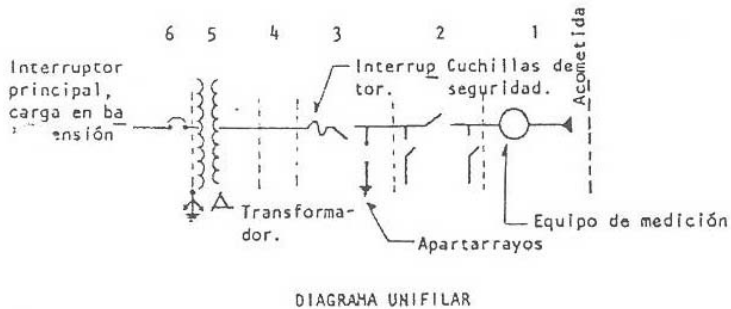 6 5 4 3 2 1
Acometida
Interruptor
principal,
carga en ba
ensión
Interrup
tor.
Cuchillas de
seguridad.
Transforma-
dor.
Equipo de medición
Apartarrayos
DIAGRAMA UNIFILAR